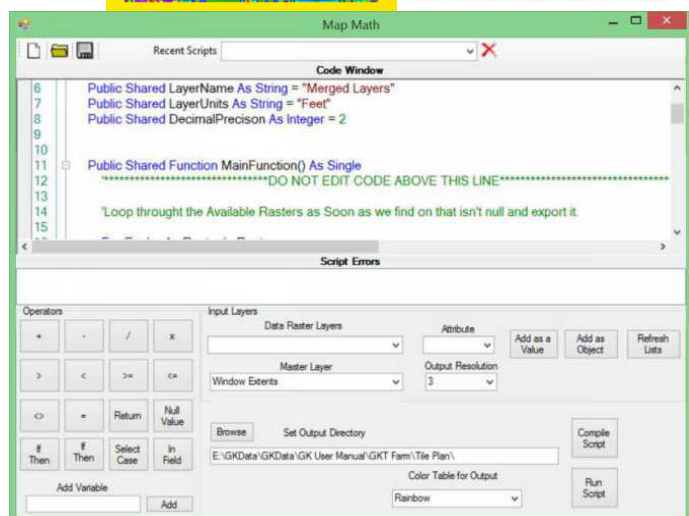 Map Math
Recent Scripts
Code Window
6 Public Shared LayerName As String = "Merged Layers"
7 Public Shared LayerUnits As String = "Feet"
8 Public Shared DecimalPrecison As Integer = 2
9
10
11 Public Shared Function MainFunction() As Single
12 '********************************DO NOT EDIT CODE ABOVE THIS LINE*********************************
13
14 'Loop throught the Available Rasters as Soon as we find on that isn't null and export it.
15
Script Errors
Operators
+ - / x
> < >= <=
<> = Return Null Value
If Then If Then Select Case In Field
Add Variable
Add
Input Layers
Data Raster Layers
Attribute
Add as a Value
Add as Object
Refresh Lists
Master Layer
Window Extents
Output Resolution
3
Browse Set Output Directory
E:\GKData\GKData\GK User Manual\GKT Farm\Tile Plan\
Compile Script
Color Table for Output
Rainbow
Run Script